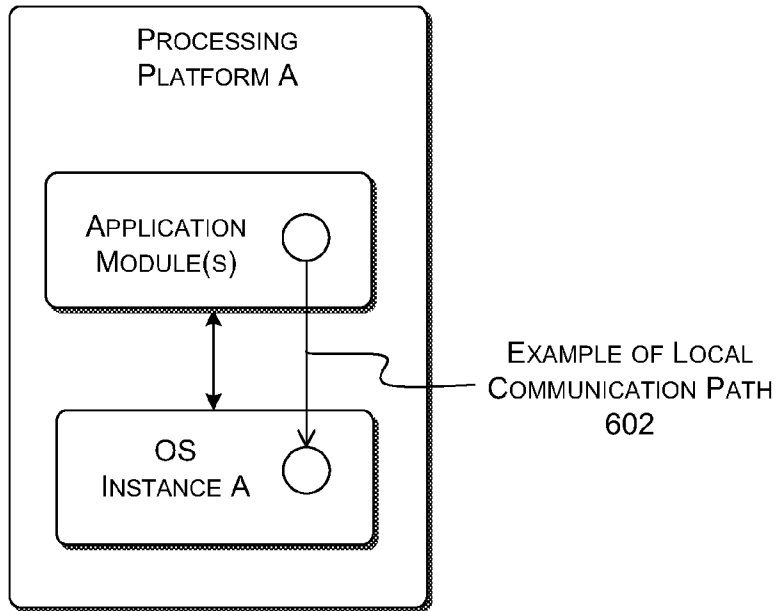 PROCESSING
PLATFORM A
APPLICATION
MODULE(S)
EXAMPLE OF LOCAL
COMMUNICATION PATH
602
OS
INSTANCE A